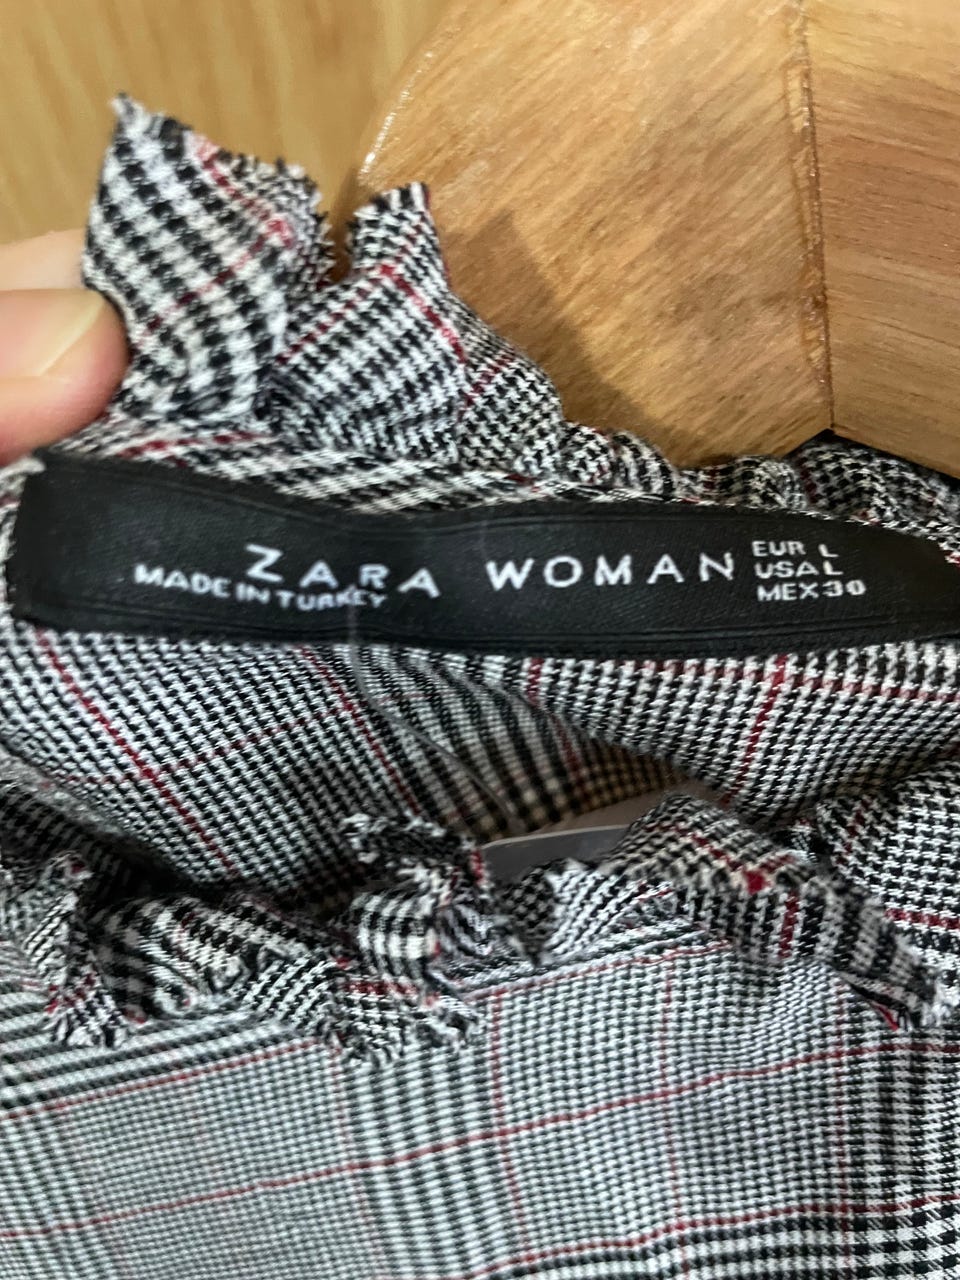 ZARA WOMAN
MADE IN TURKEY
EUR L
USA L
MEX 30